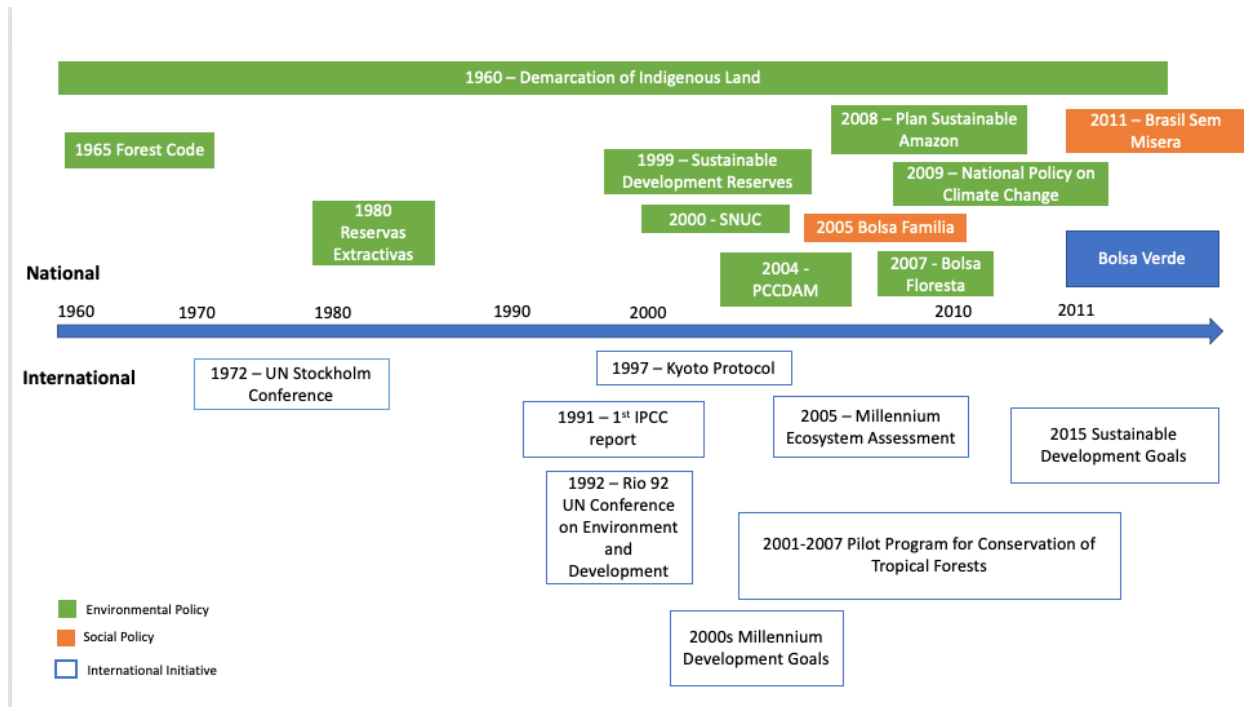 1960 – Demarcation of Indigenous Land
1965 Forest Code
1980
Reservas
Extractivas
1999 – Sustainable
Development Reserves
2000 - SNUC
2004 -
PCCDAM
2008 – Plan Sustainable
Amazon
2009 – National Policy on
Climate Change
2005 Bolsa Familia
2007 - Bolsa
Floresta
2011 – Brasil Sem
Misera
Bolsa Verde
National
1960
1970
1980
1990
2000
2010
2011
International
1972 – UN Stockholm
Conference
1997 – Kyoto Protocol
1991 – 1st IPCC
report
1992 – Rio 92
UN Conference
on Environment
and
Development
2005 – Millennium
Ecosystem Assessment
2015 Sustainable
Development Goals
2001-2007 Pilot Program for Conservation of
Tropical Forests
2000s Millennium
Development Goals
Environmental Policy
Social Policy
International Initiative